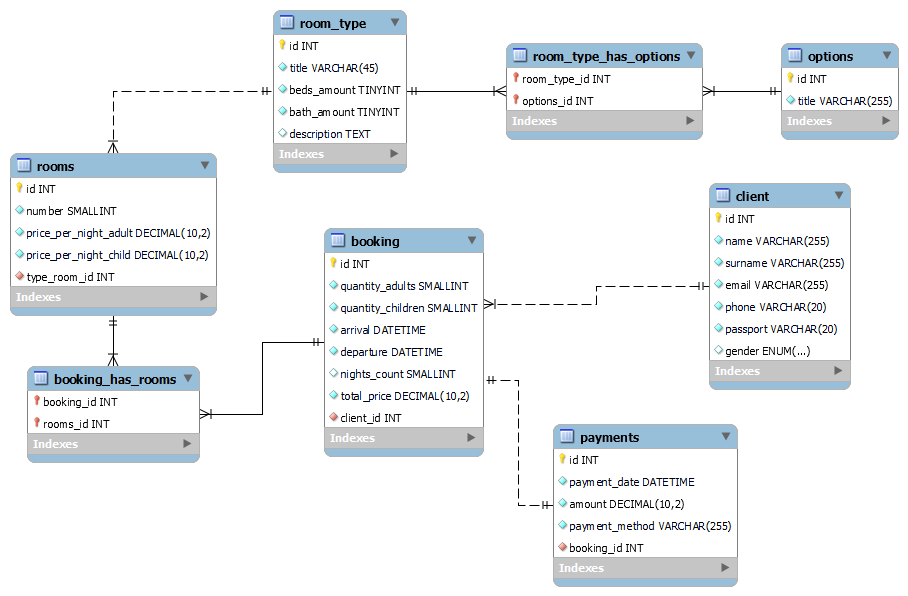 room_type
id INT
title VARCHAR(45)
beds_amount TINYINT
bath_amount TINYINT
description TEXT
Indexes
room_type_has_options
room_type_id INT
options_id INT
Indexes
options
id INT
title VARCHAR(255)
Indexes
rooms
id INT
number SMALLINT
price_per_night_adult DECIMAL(10,2)
price_per_night_child DECIMAL(10,2)
type_room_id INT
Indexes
booking
id INT
quantity_adults SMALLINT
quantity_children SMALLINT
arrival DATETIME
departure DATETIME
nights_count SMALLINT
total_price DECIMAL(10,2)
client_id INT
Indexes
client
id INT
name VARCHAR(255)
surname VARCHAR(255)
email VARCHAR(255)
phone VARCHAR(20)
passport VARCHAR(20)
gender ENUM(...)
Indexes
booking_has_rooms
booking_id INT
rooms_id INT
Indexes
payments
id INT
payment_date DATETIME
amount DECIMAL(10,2)
payment_method VARCHAR(255)
booking_id INT
Indexes